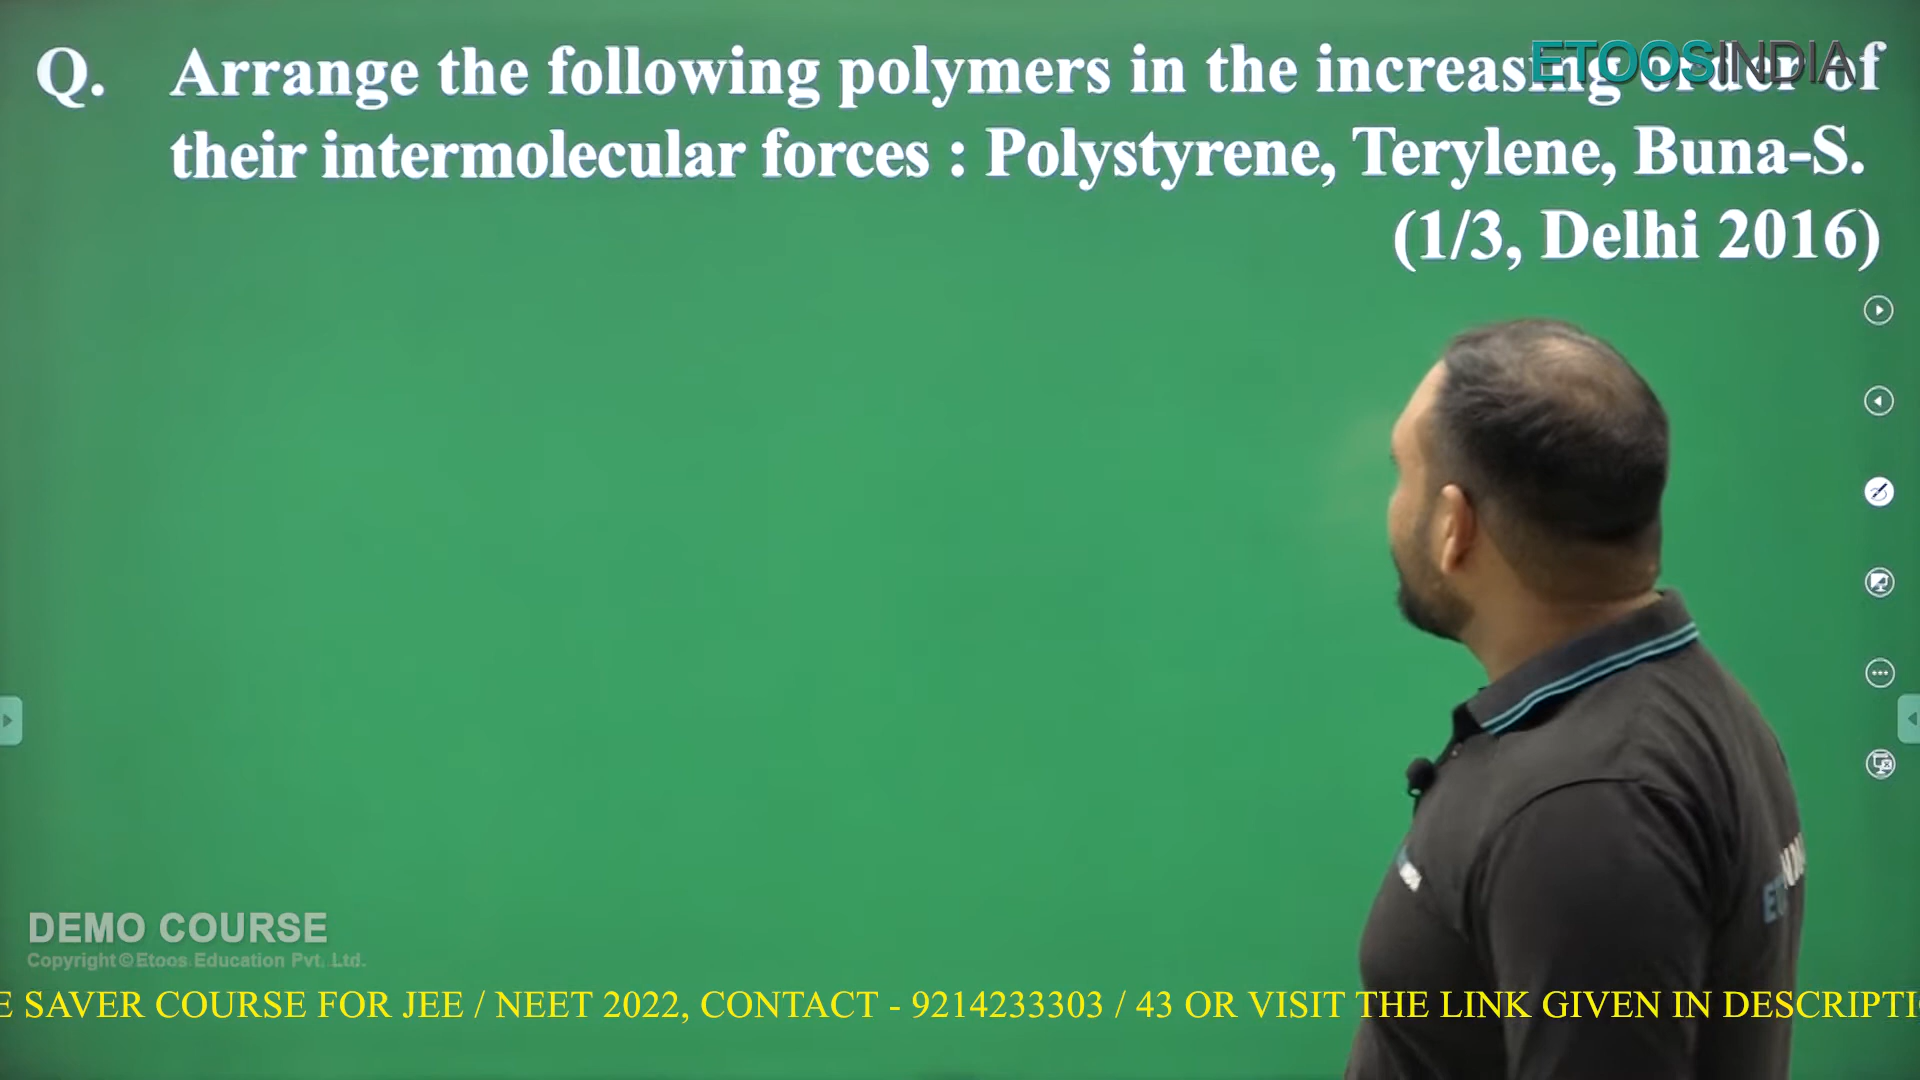 Q. Arrange the following polymers in the increasing order of
ETOOSINDIA
their intermolecular forces : Polystyrene, Terylene, Buna-S.
(1/3, Delhi 2016)
DEMO COURSE
Copyright©Etoos Education Pvt. Ltd.
E SAVER COURSE FOR JEE / NEET 2022, CONTACT - 9214233303 / 43 OR VISIT THE LINK GIVEN IN DESCRIPTI